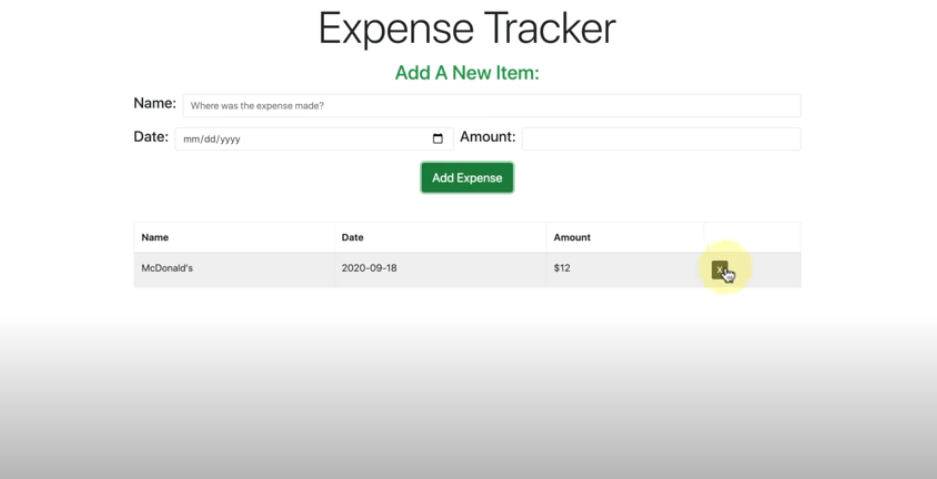 Expense Tracker
Add A New Item:
Name: Where was the expense made?
Date: mm/dd/yyyy Amount:
Add Expense
Name Date Amount
McDonald's 2020-09-18 $12 X